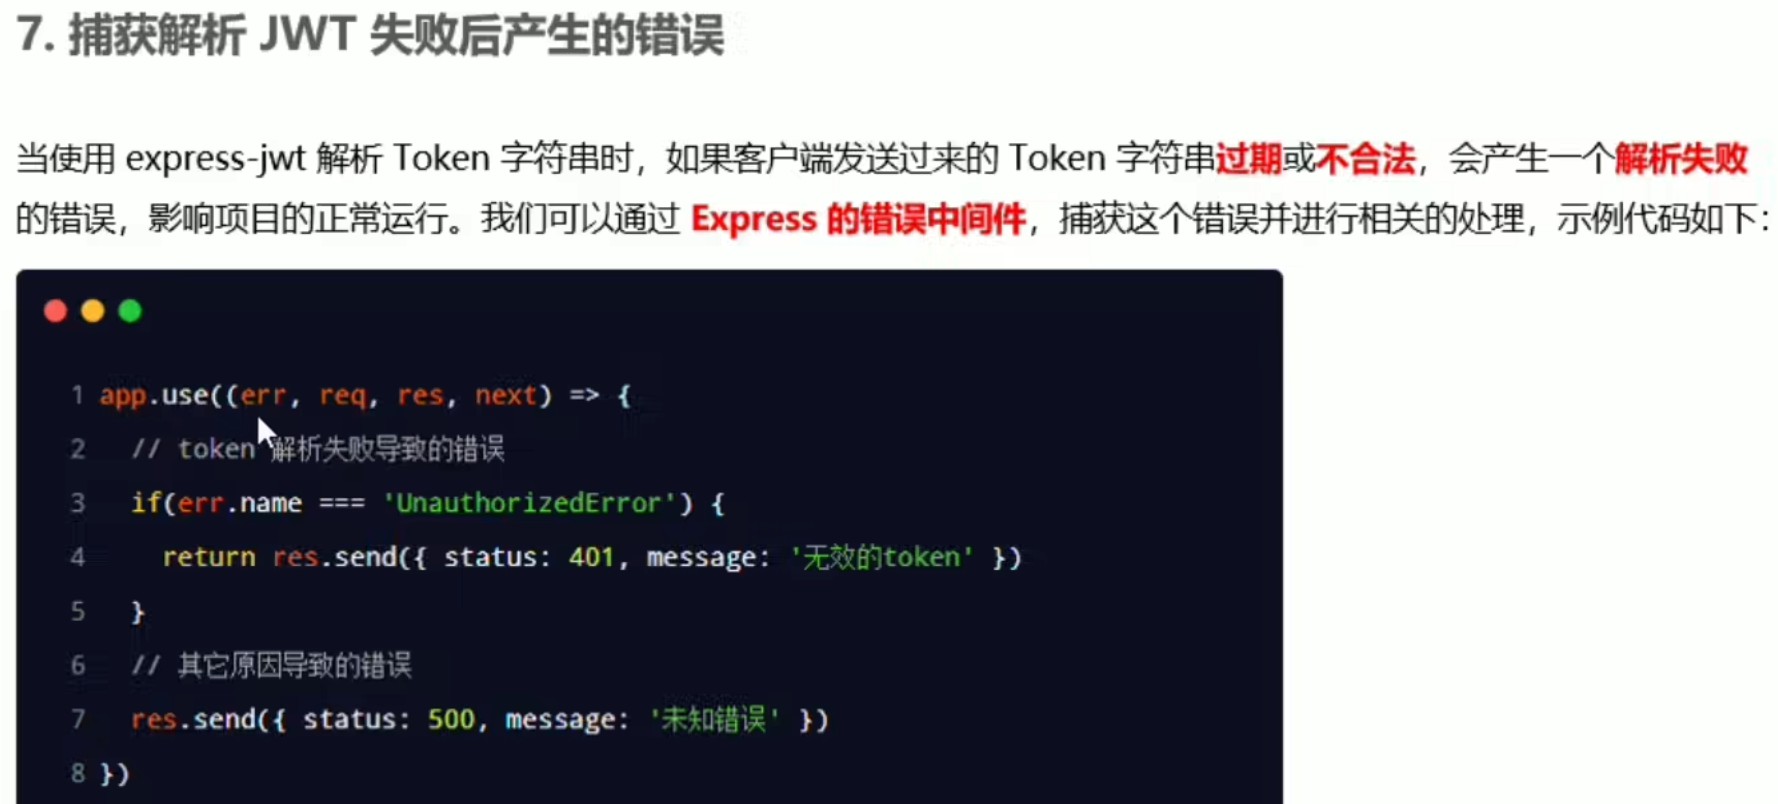 7. 捕获解析 JWT 失败后产生的错误
当使用 express-jwt 解析 Token 字符串时，如果客户端发送过来的 Token 字符串过期或不合法，会产生一个解析失败
的错误，影响项目的正常运行。我们可以通过 Express 的错误中间件，捕获这个错误并进行相关的处理，示例代码如下：
1 app.use((err, req, res, next) => {
2 // token 解析失败导致的错误
3 if(err.name === 'UnauthorizedError') {
4 return res.send({ status: 401, message: '无效的token' })
5 }
6 // 其它原因导致的错误
7 res.send({ status: 500, message: '未知错误' })
8 })